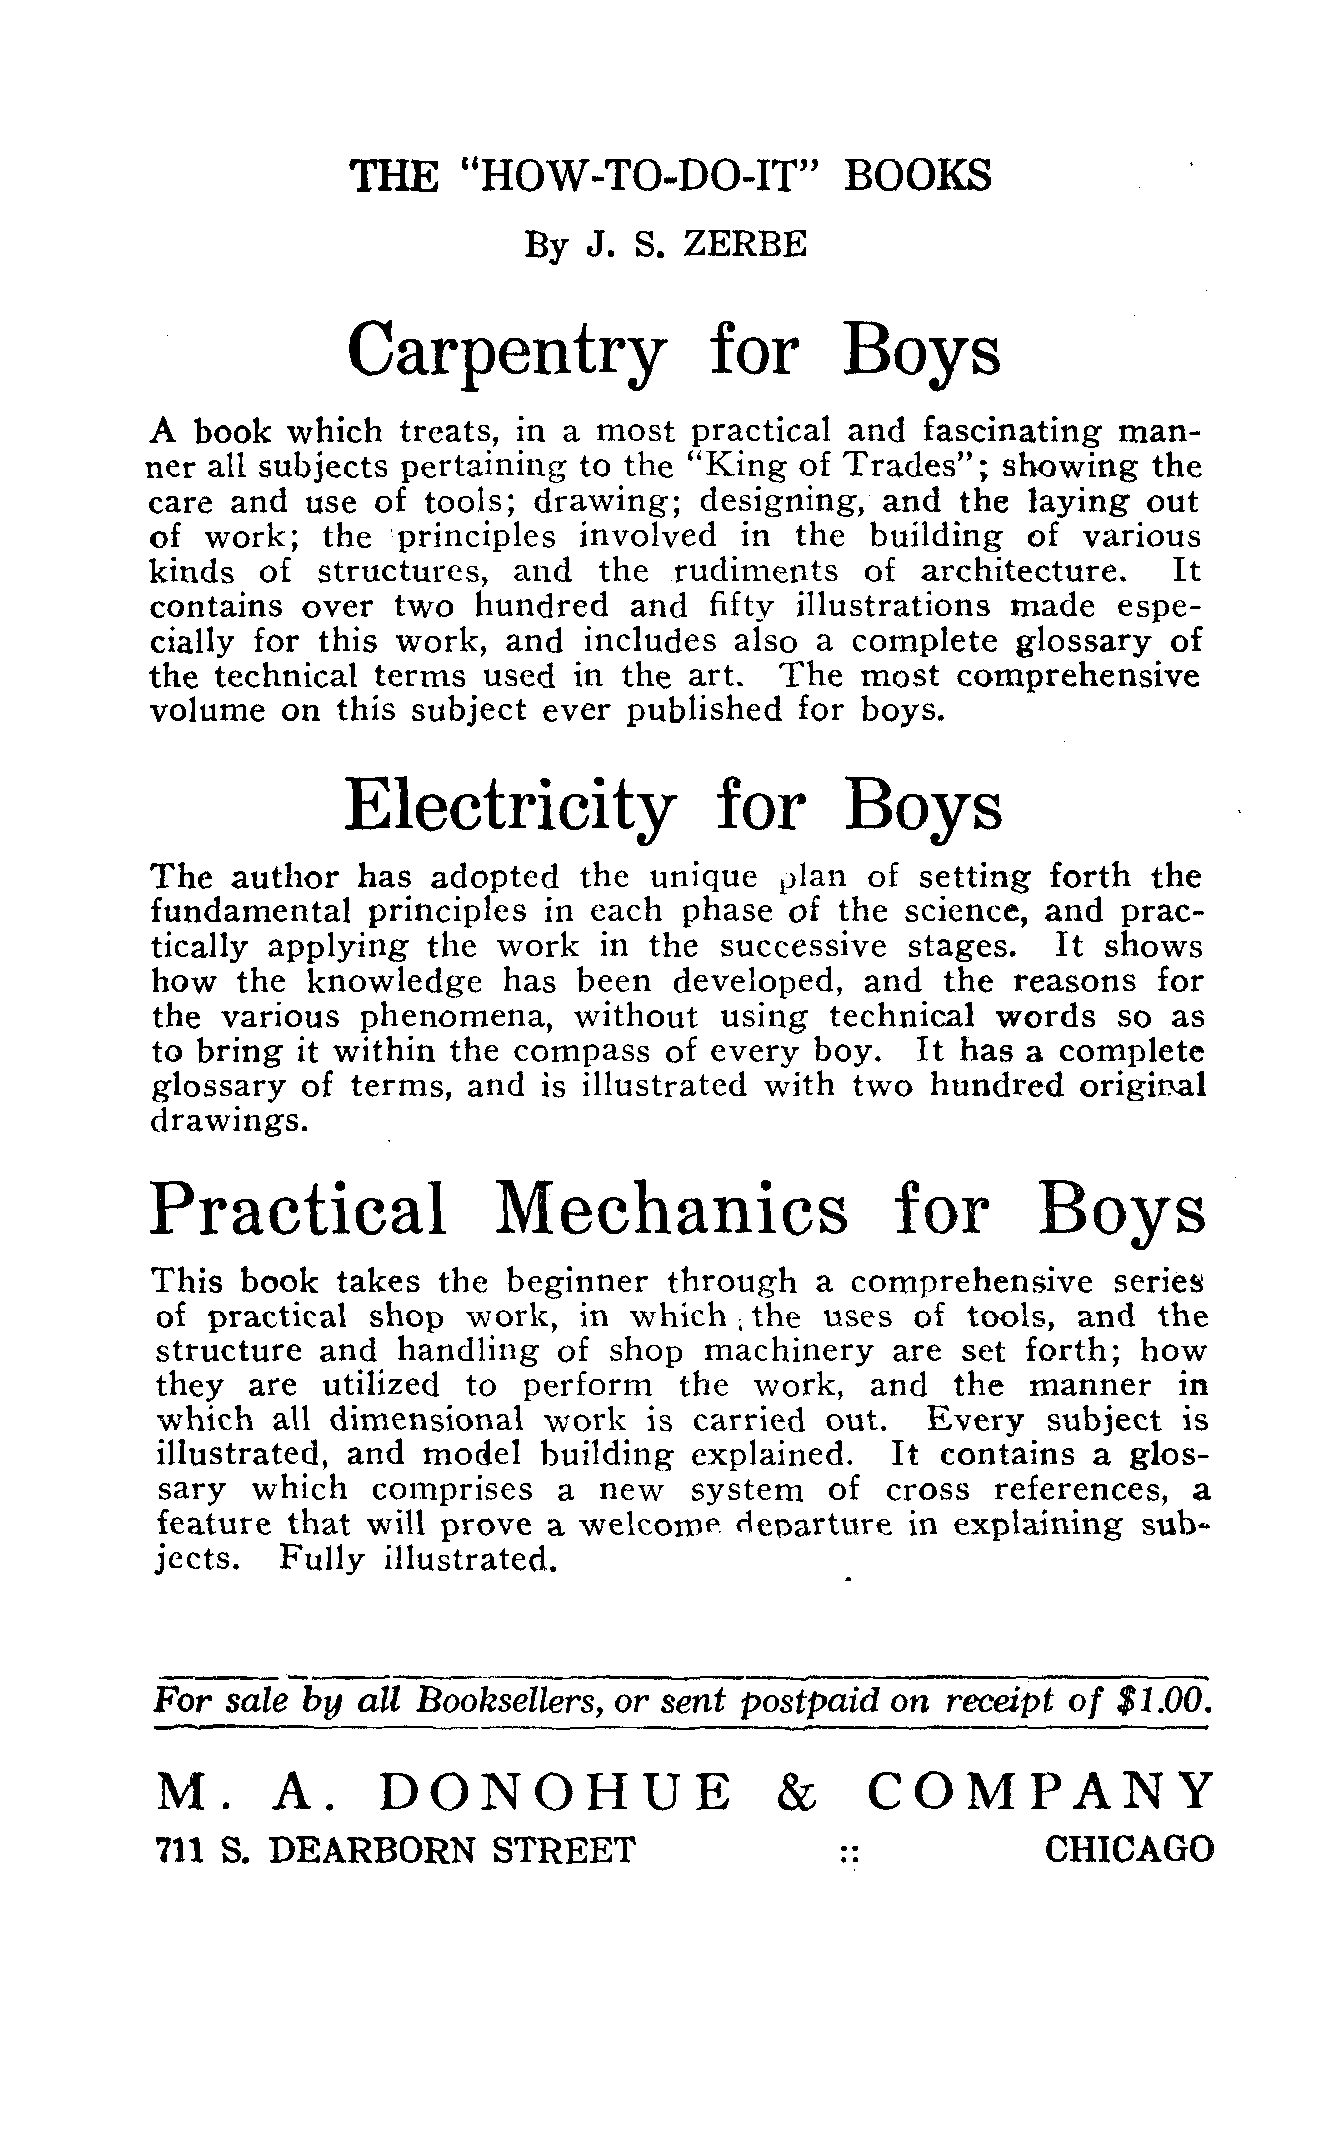 THE "HOW-TO-DO-IT" BOOKS
By J. S. ZERBE
Carpentry for Boys
A book which treats, in a most practical and fascinating man-
ner all subjects pertaining to the "King of Trades"; showing the
care and use of tools; drawing; designing, and the laying out
of work; the principles involved in the building of various
kinds of structures, and the rudiments of architecture. It
contains over two hundred and fifty illustrations made espe-
cially for this work, and includes also a complete glossary of
the technical terms used in the art. The most comprehensive
volume on this subject ever published for boys.
Electricity for Boys
The author has adopted the unique plan of setting forth the
fundamental principles in each phase of the science, and prac-
tically applying the work in the successive stages. It shows
how the knowledge has been developed, and the reasons for
the various phenomena, without using technical words so as
to bring it within the compass of every boy. It has a complete
glossary of terms, and is illustrated with two hundred original
drawings.
Practical Mechanics for Boys
This book takes the beginner through a comprehensive series
of practical shop work, in which the uses of tools, and the
structure and handling of shop machinery are set forth; how
they are utilized to perform the work, and the manner in
which all dimensional work is carried out. Every subject is
illustrated, and model building explained. It contains a glos-
sary which comprises a new system of cross references, a
feature that will prove a welcome departure in explaining sub-
jects. Fully illustrated.
For sale by all Booksellers, or sent postpaid on receipt of $1.00.
M. A. DONOHUE & COMPANY
711 S. DEARBORN STREET :: CHICAGO